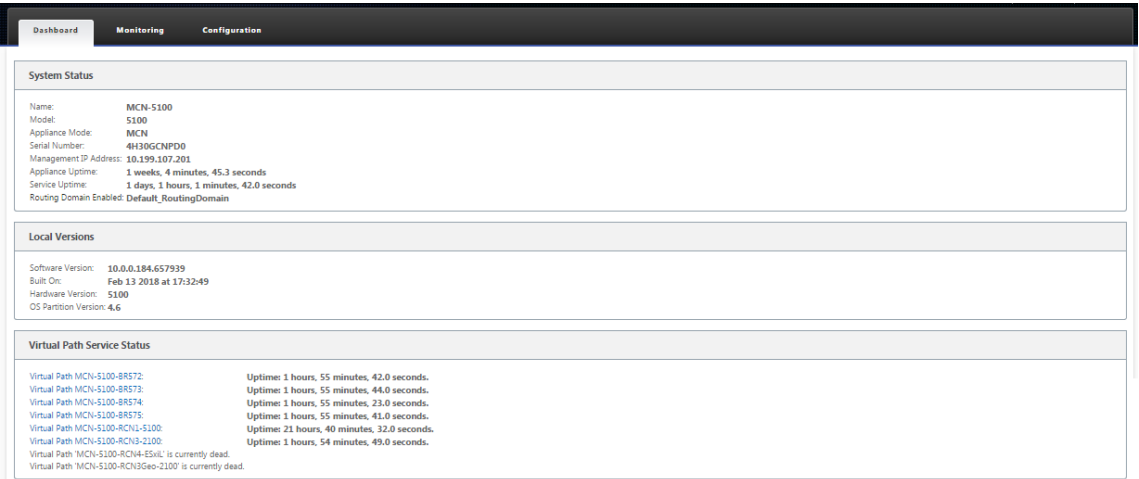 Dashboard Monitoring Configuration
System Status
Name: MCN-5100
Model: 5100
Appliance Mode: MCN
Serial Number: 4H30GCNPD0
Management IP Address: 10.199.107.201
Appliance Uptime: 1 weeks, 4 minutes, 45.3 seconds
Service Uptime: 1 days, 1 hours, 1 minutes, 42.0 seconds
Routing Domain Enabled: Default_RoutingDomain
Local Versions
Software Version: 10.0.0.184.657939
Built On: Feb 13 2018 at 17:32:49
Hardware Version: 5100
OS Partition Version: 4.6
Virtual Path Service Status
Virtual Path MCN-5100-BR572: Uptime: 1 hours, 55 minutes, 42.0 seconds.
Virtual Path MCN-5100-BR573: Uptime: 1 hours, 55 minutes, 44.0 seconds.
Virtual Path MCN-5100-BR574: Uptime: 1 hours, 55 minutes, 23.0 seconds.
Virtual Path MCN-5100-BR575: Uptime: 1 hours, 55 minutes, 41.0 seconds.
Virtual Path MCN-5100-RCN1-5100: Uptime: 21 hours, 40 minutes, 32.0 seconds.
Virtual Path MCN-5100-RCN3-2100: Uptime: 1 hours, 54 minutes, 49.0 seconds.
Virtual Path 'MCN-5100-RCN4-ESxiL' is currently dead.
Virtual Path 'MCN-5100-RCN3Geo-2100' is currently dead.